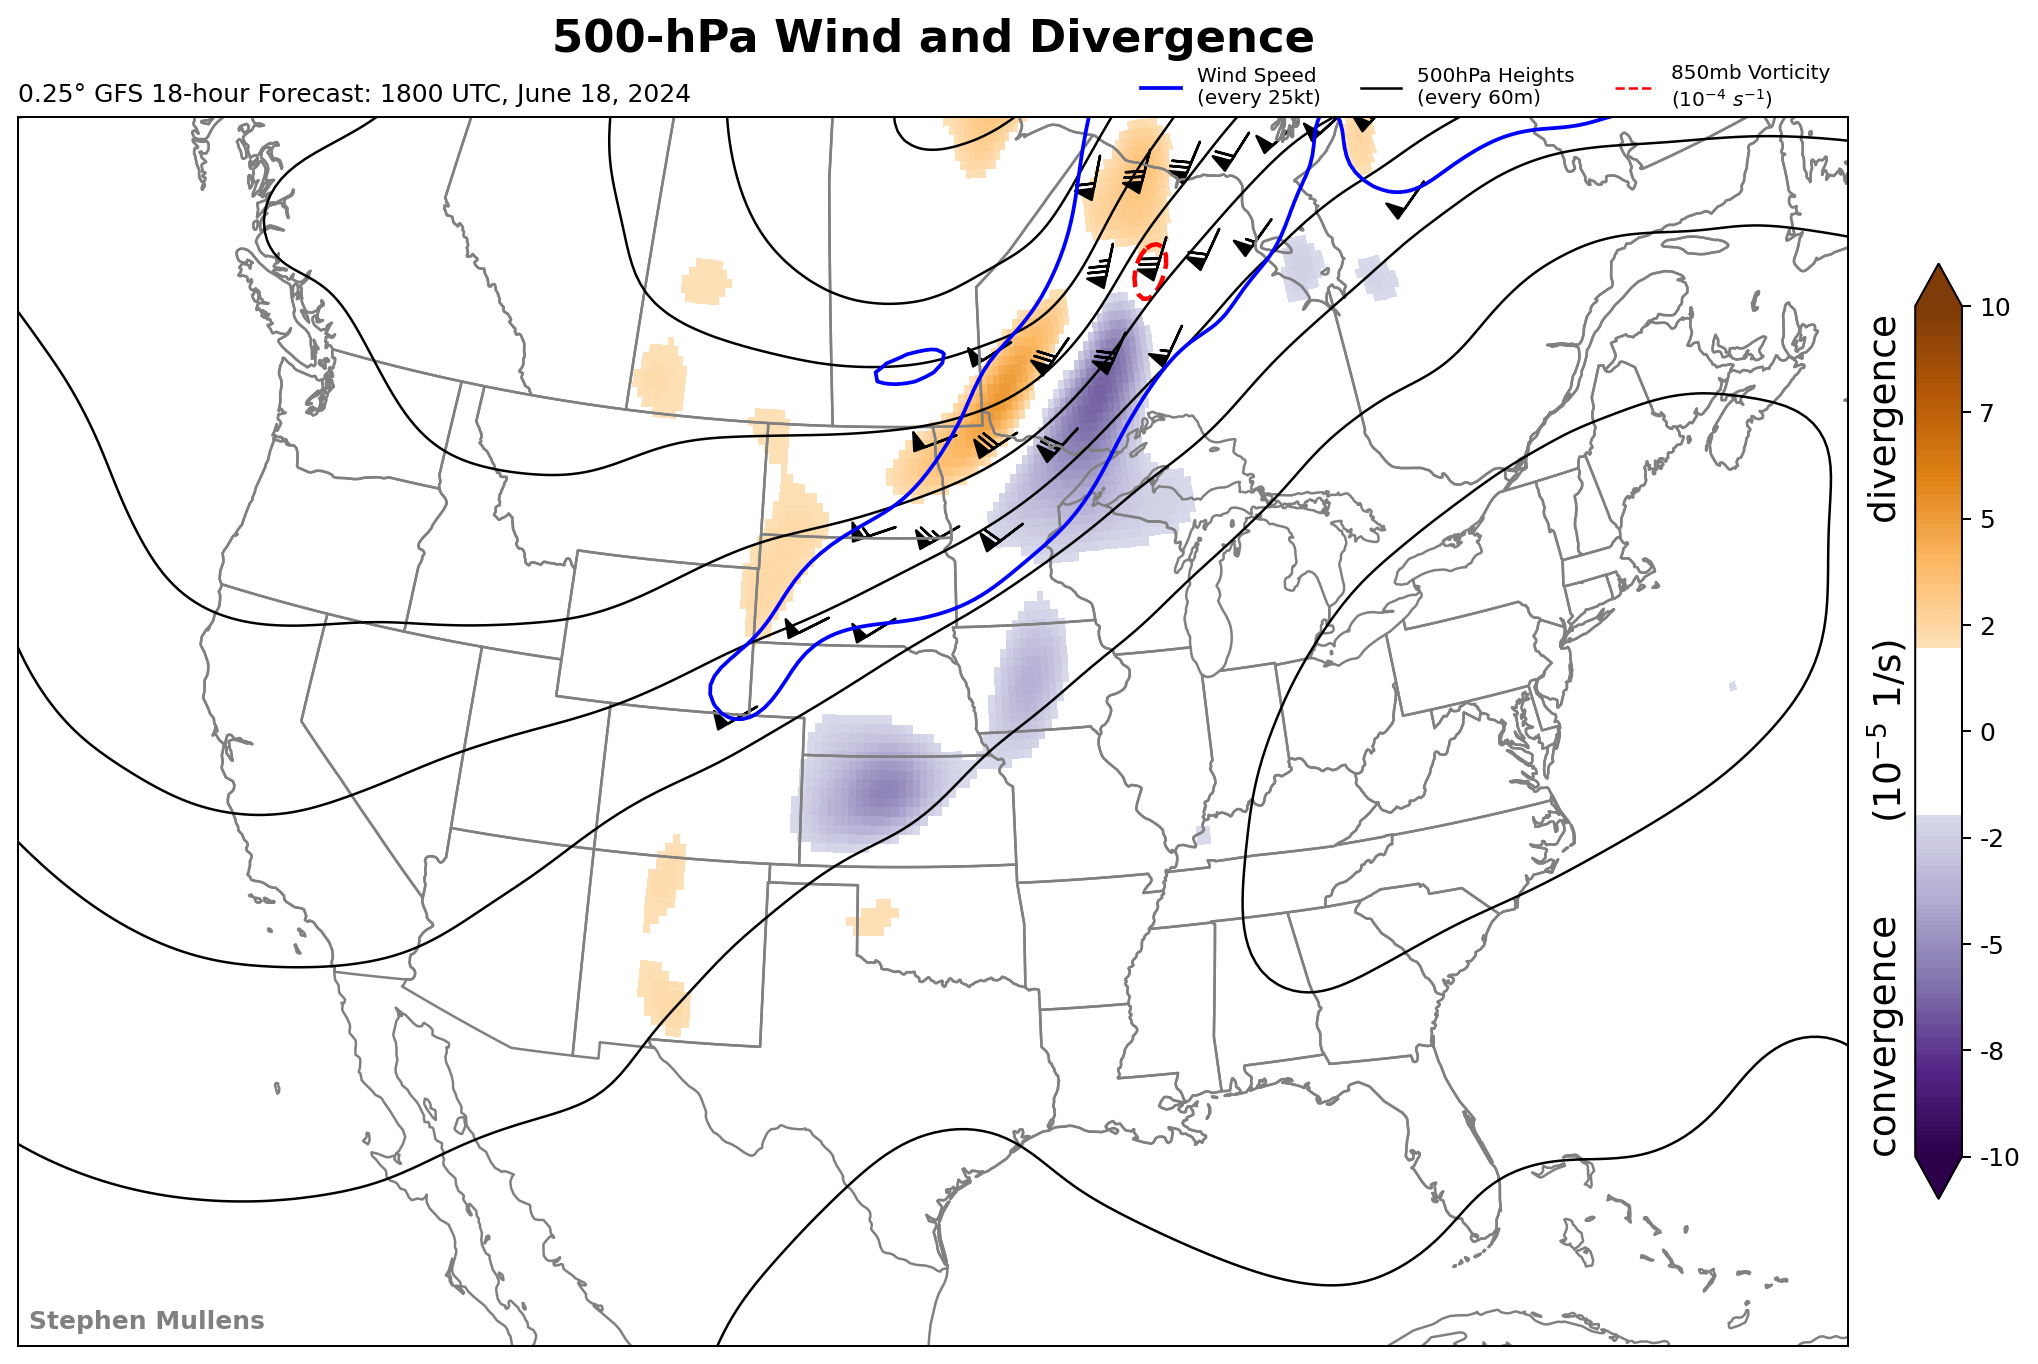 500-hPa Wind and Divergence
0.25° GFS 18-hour Forecast: 1800 UTC, June 18, 2024
Wind Speed
(every 25kt)
500hPa Heights
(every 60m)
850mb Vorticity
(10⁻⁴ s⁻¹)
10
7
5
2
0
-2
-5
-8
-10
convergence (10⁻⁵ 1/s) divergence
Stephen Mullens